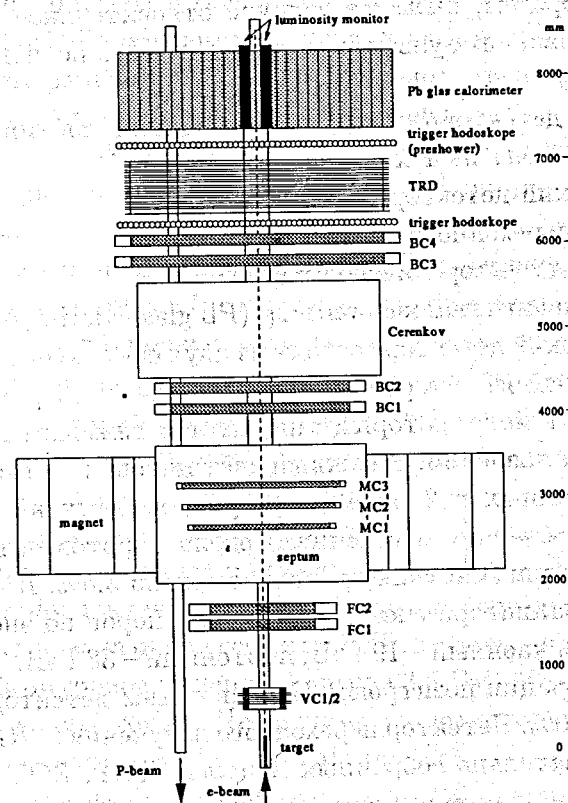 luminosity monitor
mm
8000
Pb glas calorimeter
trigger hodoskope
(preshower)
7000
TRD
trigger hodoskope
6000
BC4
BC3
5000
Cerenkov
BC2
BC1
4000
MC3
3000
magnet
MC2
MC1
septum
2000
FC2
FC1
1000
VC1/2
target
0
P-beam
e-beam